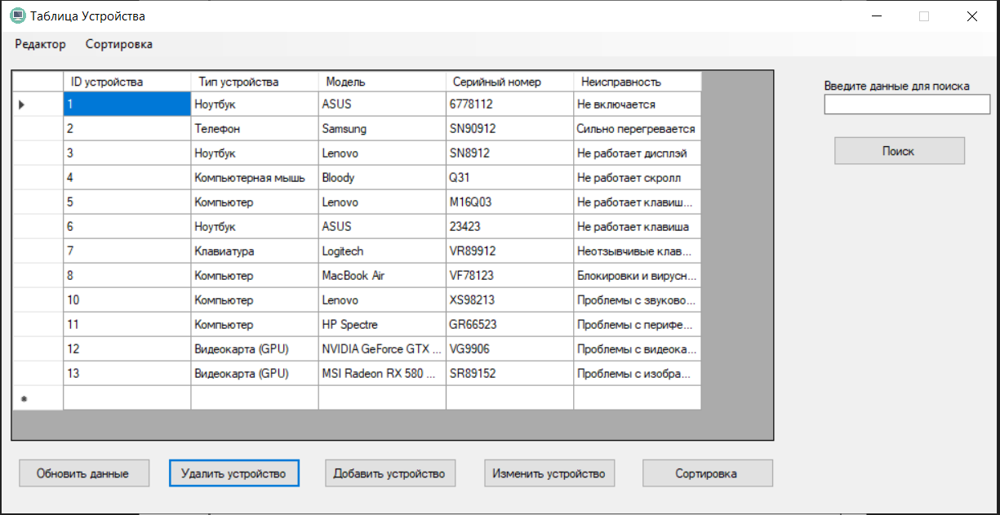 Таблица Устройства
Редактор Сортировка
ID устройства Тип устройства Модель Серийный номер Неисправность
1 Ноутбук ASUS 6778112 Не включается
2 Телефон Samsung SN90912 Сильно перегревается
3 Ноутбук Lenovo SN8912 Не работает дисплэй
4 Компьютерная мышь Bloody Q31 Не работает скролл
5 Компьютер Lenovo M16Q03 Не работает клавиш...
6 Ноутбук ASUS 23423 Не работает клавиша
7 Клавиатура Logitech VR89912 Неотзывчивые клав...
8 Компьютер MacBook Air VF78123 Блокировки и вирусн...
10 Компьютер Lenovo XS98213 Проблемы с звуково...
11 Компьютер HP Spectre GR66523 Проблемы с перифе...
12 Видеокарта (GPU) NVIDIA GeForce GTX ... VG9906 Проблемы с видеока...
13 Видеокарта (GPU) MSI Radeon RX 580 ... SR89152 Проблемы с изобра...
Введите данные для поиска
Поиск
Обновить данные Удалить устройство Добавить устройство Изменить устройство Сортировка